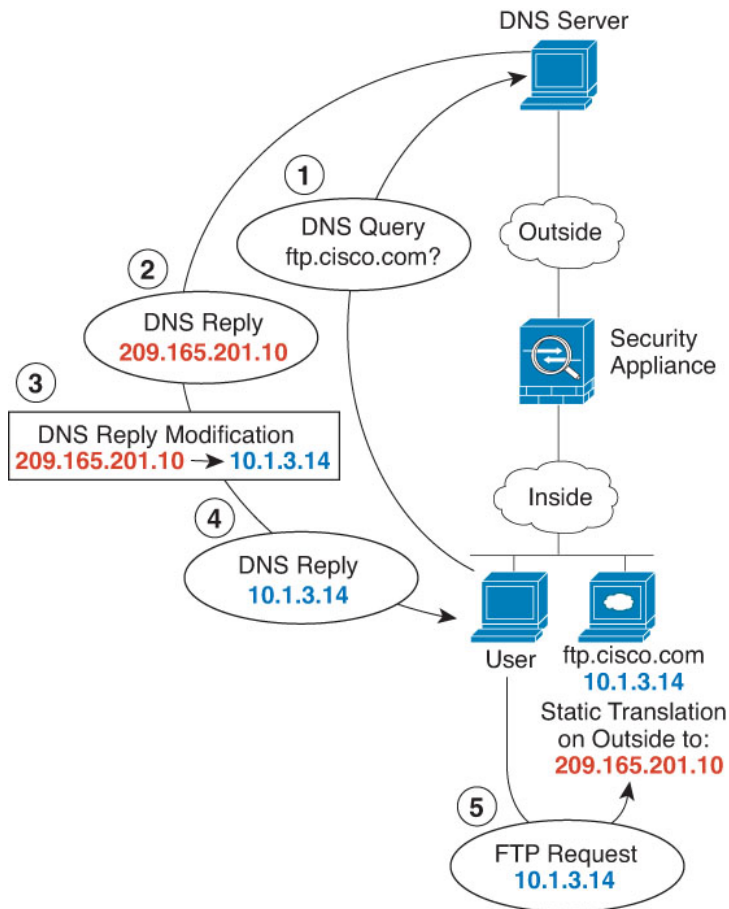 DNS Server
1
DNS Query
ftp.cisco.com?
Outside
2
DNS Reply
209.165.201.10
Security
Appliance
3
DNS Reply Modification
209.165.201.10 → 10.1.3.14
Inside
4
DNS Reply
10.1.3.14
User
ftp.cisco.com
10.1.3.14
Static Translation
on Outside to:
209.165.201.10
5
FTP Request
10.1.3.14